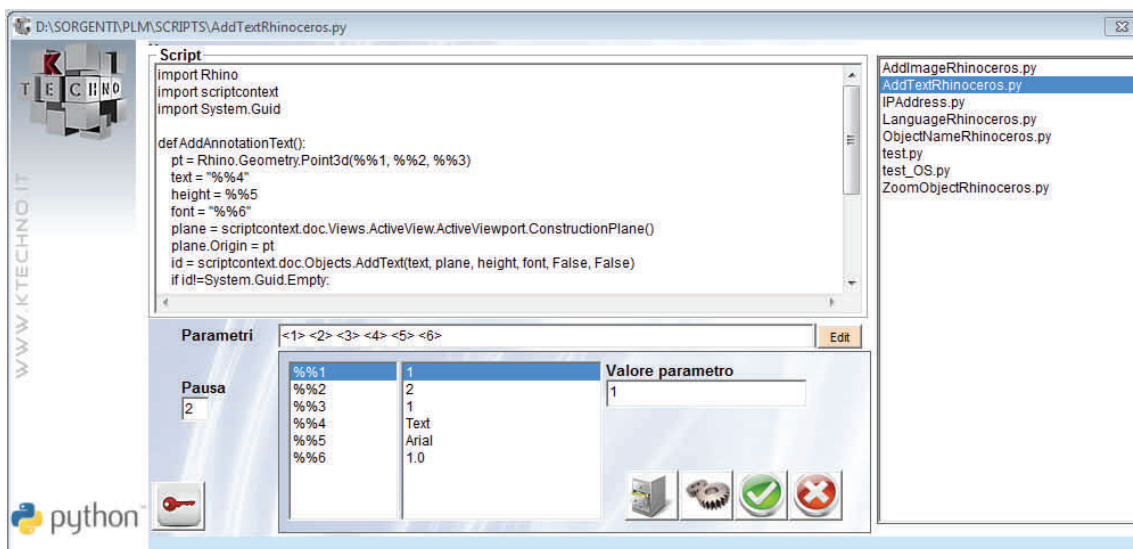 D:\SORGENTI\PLM\SCRIPTS\AddTextRhinoceros.py
K
TECHNO
WWW.KTECHNO.IT
Script
import Rhino
import scriptcontext
import System.Guid
def AddAnnotationText():
pt = Rhino.Geometry.Point3d(%%1, %%2, %%3)
text = "%%4"
height = %%5
font = "%%6"
plane = scriptcontext.doc.Views.ActiveView.ActiveViewport.ConstructionPlane()
plane.Origin = pt
id = scriptcontext.doc.Objects.AddText(text, plane, height, font, False, False)
if id!=System.Guid.Empty:
AddImageRhinoceros.py
AddTextRhinoceros.py
IPAddress.py
LanguageRhinoceros.py
ObjectNameRhinoceros.py
test.py
test_OS.py
ZoomObjectRhinoceros.py
Parametri <1> <2> <3> <4> <5> <6> Edit
Pausa
2
%%1 1
%%2 2
%%3 1
%%4 Text
%%5 Arial
%%6 1.0
Valore parametro
1
python